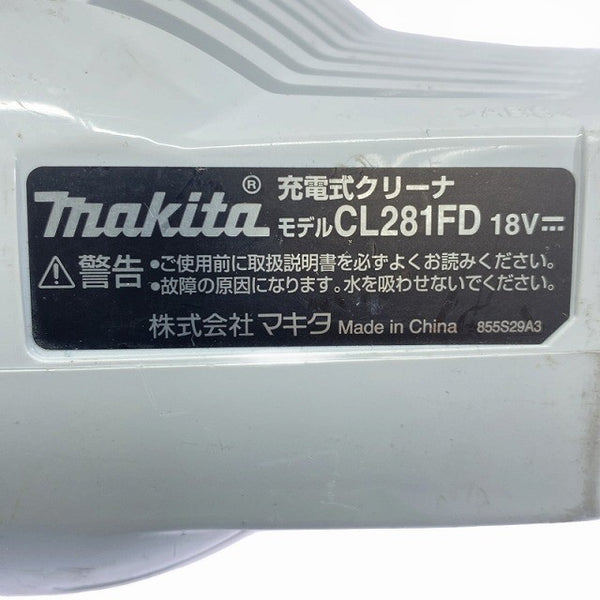 makita® 充電式クリーナ
モデルCL281FD 18V⎓
⚠警告 •ご使用前に取扱説明書を必ずよくお読みください。
•故障の原因になります。水を吸わせないでください。
株式会社マキタ Made in China 855S29A3